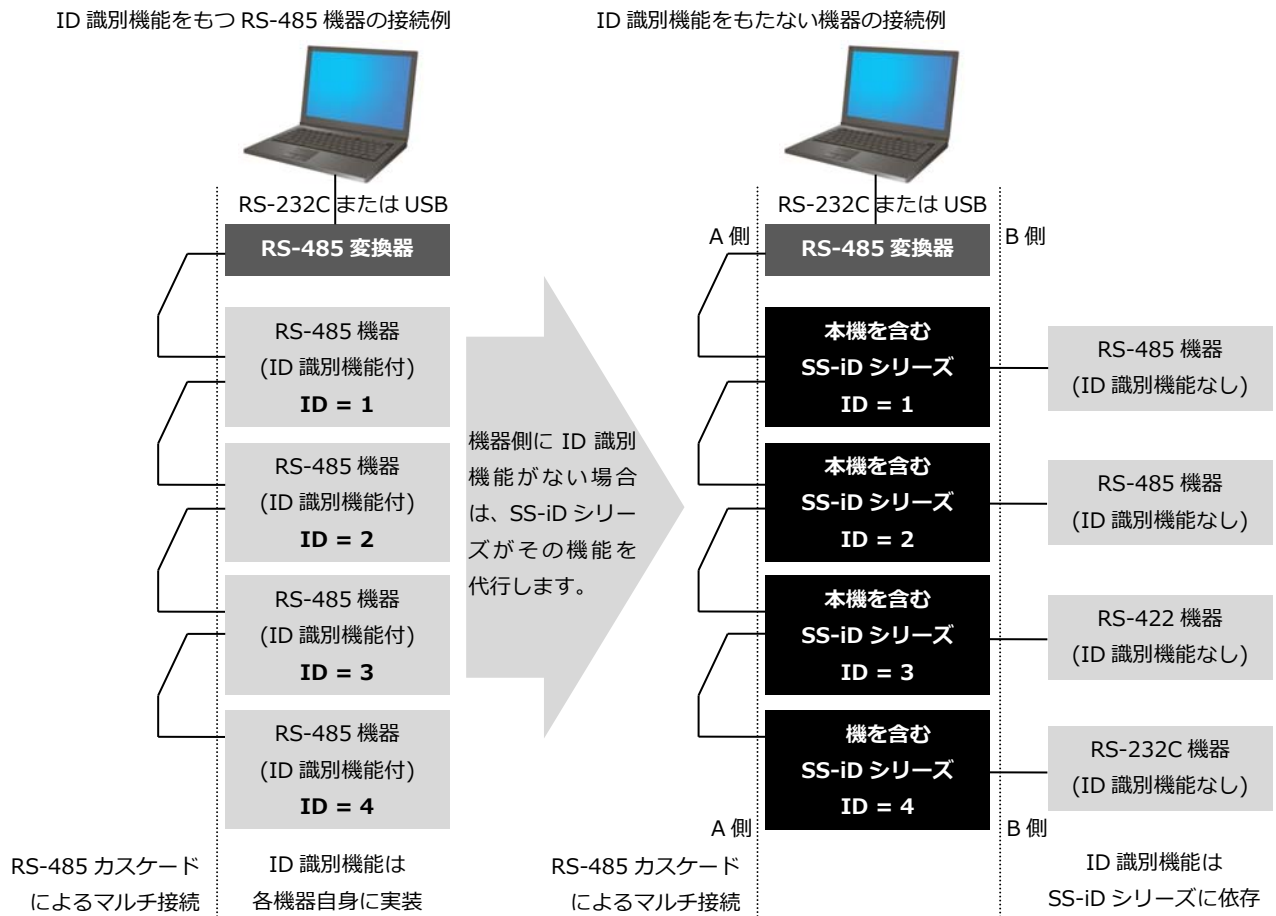 ID 識別機能をもつ RS-485 機器の接続例
RS-232C または USB
RS-485 変換器
RS-485 機器
(ID 識別機能付)
ID = 1
RS-485 機器
(ID 識別機能付)
ID = 2
RS-485 機器
(ID 識別機能付)
ID = 3
RS-485 機器
(ID 識別機能付)
ID = 4
RS-485 カスケード
によるマルチ接続
ID 識別機能は
各機器自身に実装
機器側に ID 識別
機能がない場合
は、SS-iD シリー
ズがその機能を
代行します。
ID 識別機能をもたない機器の接続例
RS-232C または USB
A 側
RS-485 変換器
B 側
本機を含む
SS-iD シリーズ
ID = 1
RS-485 機器
(ID 識別機能なし)
本機を含む
SS-iD シリーズ
ID = 2
RS-485 機器
(ID 識別機能なし)
本機を含む
SS-iD シリーズ
ID = 3
RS-422 機器
(ID 識別機能なし)
機を含む
SS-iD シリーズ
ID = 4
RS-232C 機器
(ID 識別機能なし)
A 側
B 側
RS-485 カスケード
によるマルチ接続
ID 識別機能は
SS-iD シリーズに依存